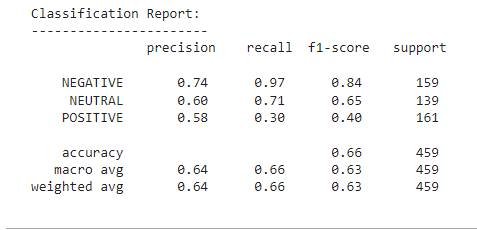 Classification Report:
-----------------------
precision recall f1-score support
NEGATIVE 0.74 0.97 0.84 159
NEUTRAL 0.60 0.71 0.65 139
POSITIVE 0.58 0.30 0.40 161
accuracy 0.66 459
macro avg 0.64 0.66 0.63 459
weighted avg 0.64 0.66 0.63 459